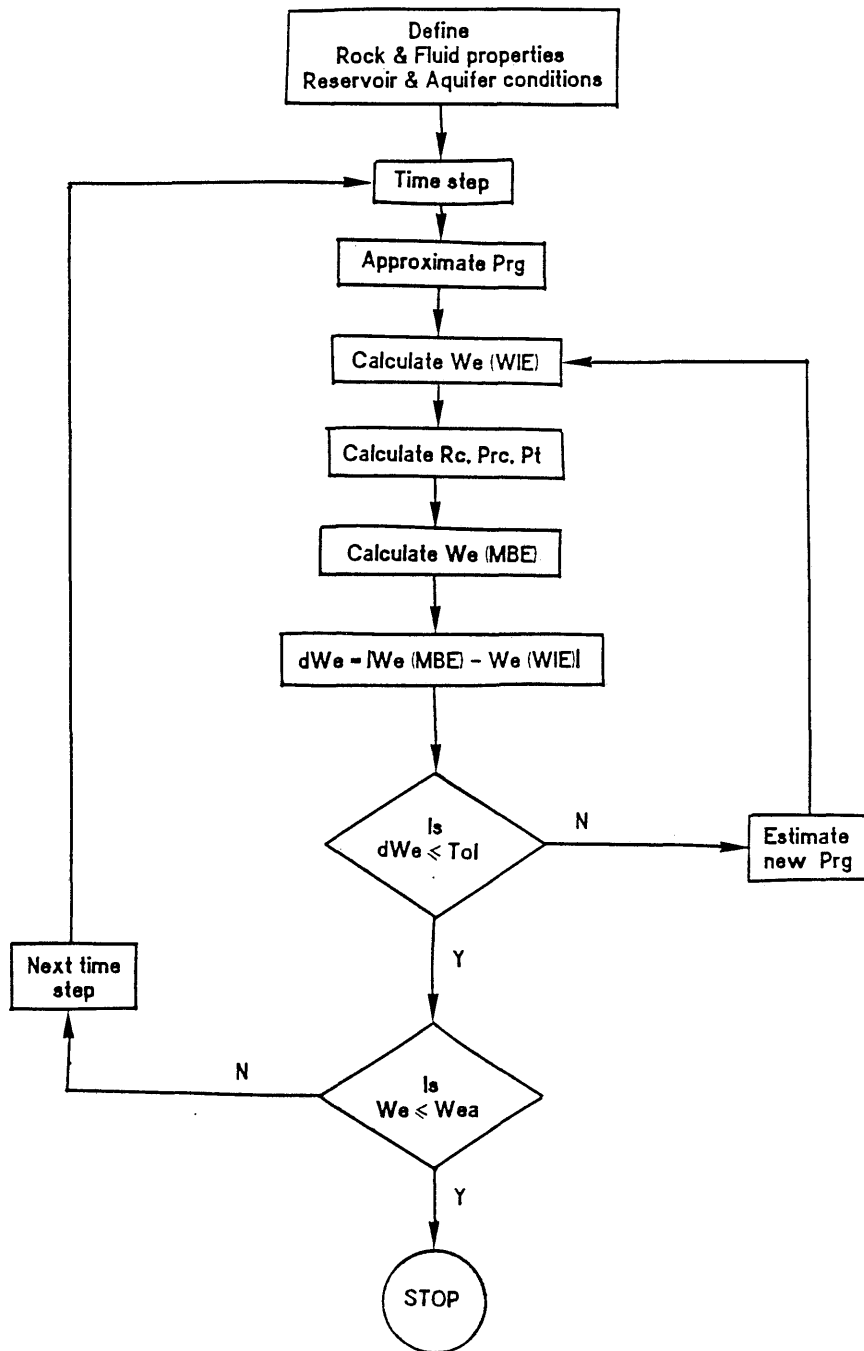 Define
Rock & Fluid properties
Reservoir & Aquifer conditions
Time step
Approximate Prg
Calculate We (WIE)
Calculate Rc, Prc, Pt
Calculate We (MBE)
dWe = |We (MBE) - We (WIE)|
Is
dWe ⩽ Tol
N
Estimate
new Prg
Y
Next time
step
N
Is
We ⩽ Wea
Y
STOP